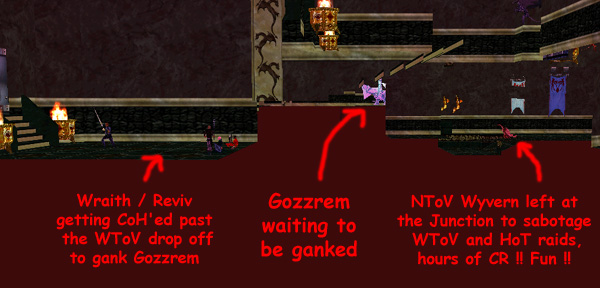 Wraith / Reviv
getting CoH'ed past
the WToV drop off
to gank Gozzrem
Gozzrem
waiting to
be ganked
NToV Wyvern left at
the Junction to sabotage
WToV and HoT raids,
hours of CR !! Fun !!